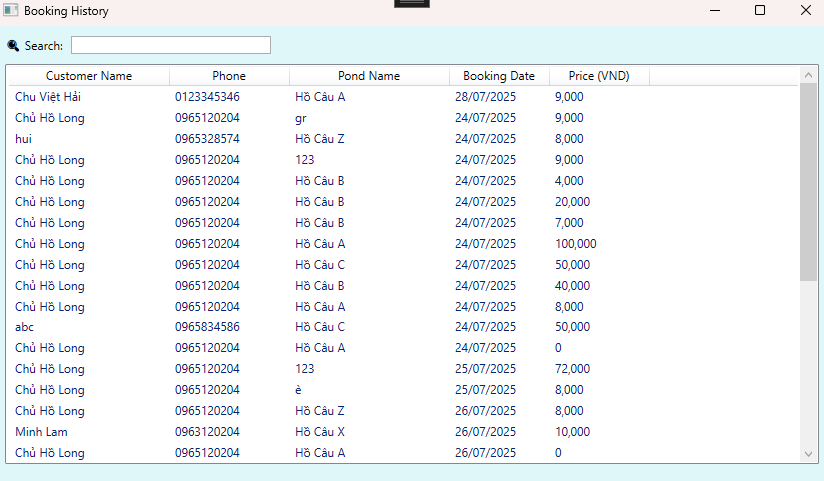 Booking History
Search:
Customer Name Phone Pond Name Booking Date Price (VND)
Chu Việt Hải 0123345346 Hồ Câu A 28/07/2025 9,000
Chủ Hồ Long 0965120204 gr 24/07/2025 9,000
hui 0965328574 Hồ Câu Z 24/07/2025 8,000
Chủ Hồ Long 0965120204 123 24/07/2025 9,000
Chủ Hồ Long 0965120204 Hồ Câu B 24/07/2025 4,000
Chủ Hồ Long 0965120204 Hồ Câu B 24/07/2025 20,000
Chủ Hồ Long 0965120204 Hồ Câu B 24/07/2025 7,000
Chủ Hồ Long 0965120204 Hồ Câu A 24/07/2025 100,000
Chủ Hồ Long 0965120204 Hồ Câu C 24/07/2025 50,000
Chủ Hồ Long 0965120204 Hồ Câu B 24/07/2025 40,000
Chủ Hồ Long 0965120204 Hồ Câu A 24/07/2025 8,000
abc 0965834586 Hồ Câu C 24/07/2025 50,000
Chủ Hồ Long 0965120204 Hồ Câu A 24/07/2025 0
Chủ Hồ Long 0965120204 123 25/07/2025 72,000
Chủ Hồ Long 0965120204 è 25/07/2025 8,000
Chủ Hồ Long 0965120204 Hồ Câu Z 26/07/2025 8,000
Minh Lam 0963120204 Hồ Câu X 26/07/2025 10,000
Chủ Hồ Long 0965120204 Hồ Câu A 26/07/2025 0